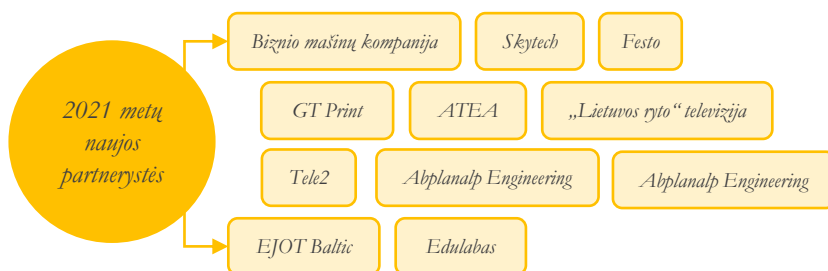 2021 metų
naujos
partnerystės
Biznio mašinų kompanija
Skytech
Festo
GT Print
ATEA
„Lietuvos ryto“ televizija
Tele2
Abplanalp Engineering
Abplanalp Engineering
EJOT Baltic
Edulabas